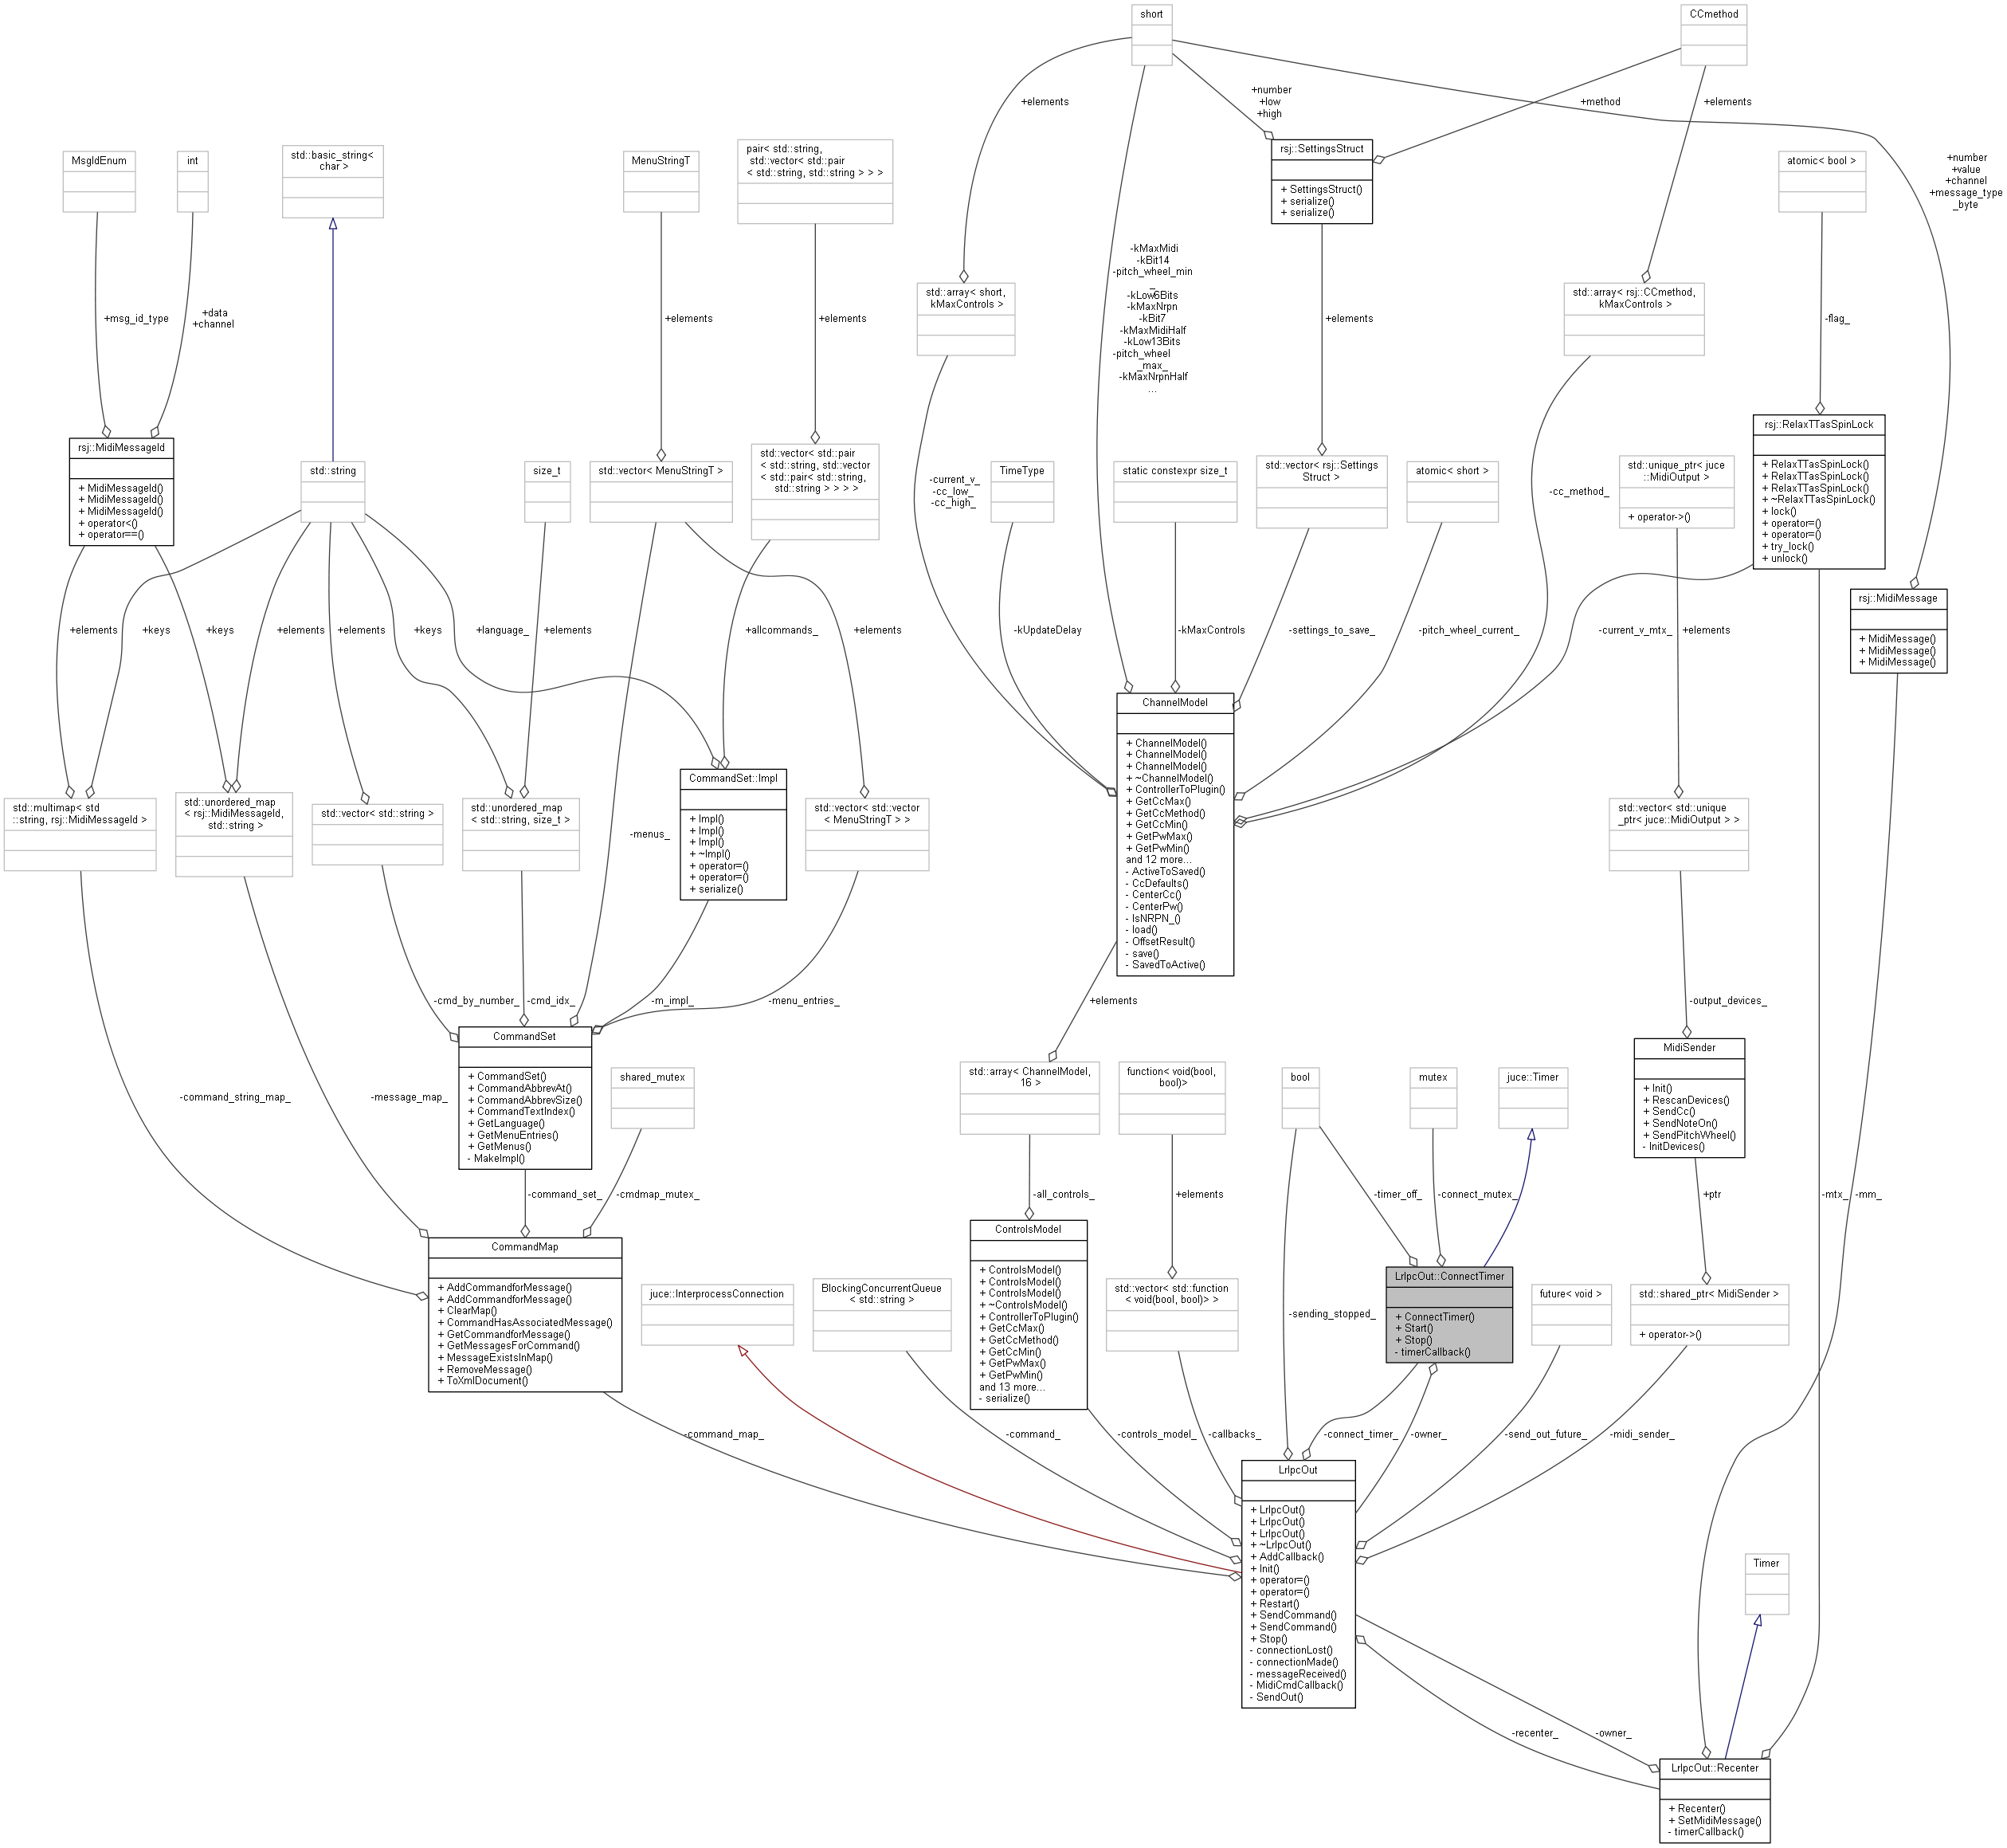 short
CCmethod
+elements
+number
+low
+high
+method
+elements
MsgIdEnum
int
std::basic_string<
char >
MenuStringT
pair< std::string,
std::vector< std::pair
< std::string, std::string > > >
rsj::SettingsStruct
+ SettingsStruct()
+ serialize()
+ serialize()
atomic< bool >
+number
+value
+channel
+message_type
_byte
+msg_id_type
+data
+channel
+elements
+elements
std::array< short,
kMaxControls >
-kMaxMidi
-kBit14
-pitch_wheel_min
_
-kLow6Bits
-kMaxNrpn
-kBit7
-kMaxMidiHalf
-kLow13Bits
-pitch_wheel
_max_
-kMaxNrpnHalf
...
+elements
std::array< rsj::CCmethod,
kMaxControls >
-flag_
rsj::MidiMessageId
+ MidiMessageId()
+ MidiMessageId()
+ MidiMessageId()
+ operator<()
+ operator==()
std::string
size_t
std::vector< MenuStringT >
std::vector< std::pair
< std::string, std::vector
< std::pair< std::string,
std::string > > > >
-current_v_
-cc_low_
-cc_high_
TimeType
static constexpr size_t
std::vector< rsj::Settings
Struct >
atomic< short >
-cc_method_
std::unique_ptr< juce
::MidiOutput >
+ operator->()
rsj::RelaxTTasSpinLock
+ RelaxTTasSpinLock()
+ RelaxTTasSpinLock()
+ RelaxTTasSpinLock()
+ ~RelaxTTasSpinLock()
+ lock()
+ operator=()
+ operator=()
+ try_lock()
+ unlock()
rsj::MidiMessage
+ MidiMessage()
+ MidiMessage()
+ MidiMessage()
+elements
+keys
+keys
+elements
+elements
+keys
+language_
+elements
+allcommands_
+elements
-kUpdateDelay
-kMaxControls
-settings_to_save_
-pitch_wheel_current_
-current_v_mtx_
+elements
ChannelModel
+ ChannelModel()
+ ChannelModel()
+ ChannelModel()
+ ~ChannelModel()
+ ControllerToPlugin()
+ GetCcMax()
+ GetCcMethod()
+ GetCcMin()
+ GetPwMax()
+ GetPwMin()
and 12 more...
- ActiveToSaved()
- CcDefaults()
- CenterCc()
- CenterPw()
- IsNRPN_()
- load()
- OffsetResult()
- save()
- SavedToActive()
std::multimap< std
::string, rsj::MidiMessageId >
std::unordered_map
< rsj::MidiMessageId,
std::string >
std::vector< std::string >
std::unordered_map
< std::string, size_t >
-menus_
CommandSet::Impl
+ Impl()
+ Impl()
+ Impl()
+ ~Impl()
+ operator=()
+ operator=()
+ serialize()
std::vector< std::vector
< MenuStringT > >
std::vector< std::unique
_ptr< juce::MidiOutput > >
-cmd_by_number_
-cmd_idx_
-m_impl_
-menu_entries_
+elements
-output_devices_
CommandSet
+ CommandSet()
+ CommandAbbrevAt()
+ CommandAbbrevSize()
+ CommandTextIndex()
+ GetLanguage()
+ GetMenuEntries()
+ GetMenus()
- MakeImpl()
shared_mutex
std::array< ChannelModel,
16 >
function< void(bool,
bool)>
bool
mutex
juce::Timer
MidiSender
+ Init()
+ RescanDevices()
+ SendCc()
+ SendNoteOn()
+ SendPitchWheel()
- InitDevices()
-command_string_map_
-message_map_
-command_set_
-cmdmap_mutex_
-all_controls_
+elements
-timer_off_
-connect_mutex_
+ptr
-mtx_
-mm_
CommandMap
+ AddCommandforMessage()
+ AddCommandforMessage()
+ ClearMap()
+ CommandHasAssociatedMessage()
+ GetCommandforMessage()
+ GetMessagesForCommand()
+ MessageExistsInMap()
+ RemoveMessage()
+ ToXmlDocument()
juce::InterprocessConnection
BlockingConcurrentQueue
< std::string >
ControlsModel
+ ControlsModel()
+ ControlsModel()
+ ControlsModel()
+ ~ControlsModel()
+ ControllerToPlugin()
+ GetCcMax()
+ GetCcMethod()
+ GetCcMin()
+ GetPwMax()
+ GetPwMin()
and 13 more...
- serialize()
std::vector< std::function
< void(bool, bool)> >
-sending_stopped_
LrIpcOut::ConnectTimer
+ ConnectTimer()
+ Start()
+ Stop()
- timerCallback()
future< void >
std::shared_ptr< MidiSender >
+ operator->()
-command_map_
-command_
-controls_model_
-callbacks_
-connect_timer_
-owner_
-send_out_future_
-midi_sender_
LrIpcOut
+ LrIpcOut()
+ LrIpcOut()
+ LrIpcOut()
+ ~LrIpcOut()
+ AddCallback()
+ Init()
+ operator=()
+ operator=()
+ Restart()
+ SendCommand()
+ SendCommand()
+ Stop()
- connectionLost()
- connectionMade()
- messageReceived()
- MidiCmdCallback()
- SendOut()
Timer
-recenter_
-owner_
LrIpcOut::Recenter
+ Recenter()
+ SetMidiMessage()
- timerCallback()